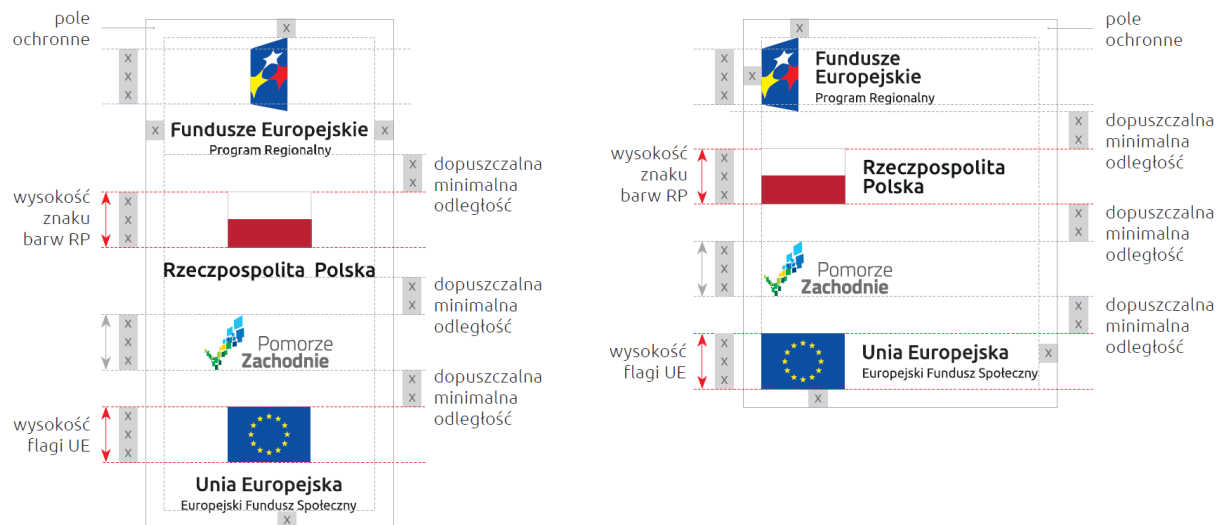 pole
ochronne
x
x
x
x
x
x
Fundusze Europejskie
Program Regionalny
x
x
dopuszczalna
minimalna
odległość
wysokość
znaku
barw RP
x
x
x
Rzeczpospolita Polska
x
x
dopuszczalna
minimalna
odległość
x
x
x
Pomorze
Zachodnie
x
x
dopuszczalna
minimalna
odległość
wysokość
flagi UE
x
x
x
Unia Europejska
Europejski Fundusz Społeczny
x
pole
ochronne
x
x
x
x
x
Fundusze
Europejskie
Program Regionalny
x
x
dopuszczalna
minimalna
odległość
wysokość
znaku
barw RP
x
x
x
Rzeczpospolita
Polska
x
x
dopuszczalna
minimalna
odległość
x
x
x
Pomorze
Zachodnie
x
x
dopuszczalna
minimalna
odległość
wysokość
flagi UE
x
x
x
Unia Europejska
Europejski Fundusz Społeczny
x
x